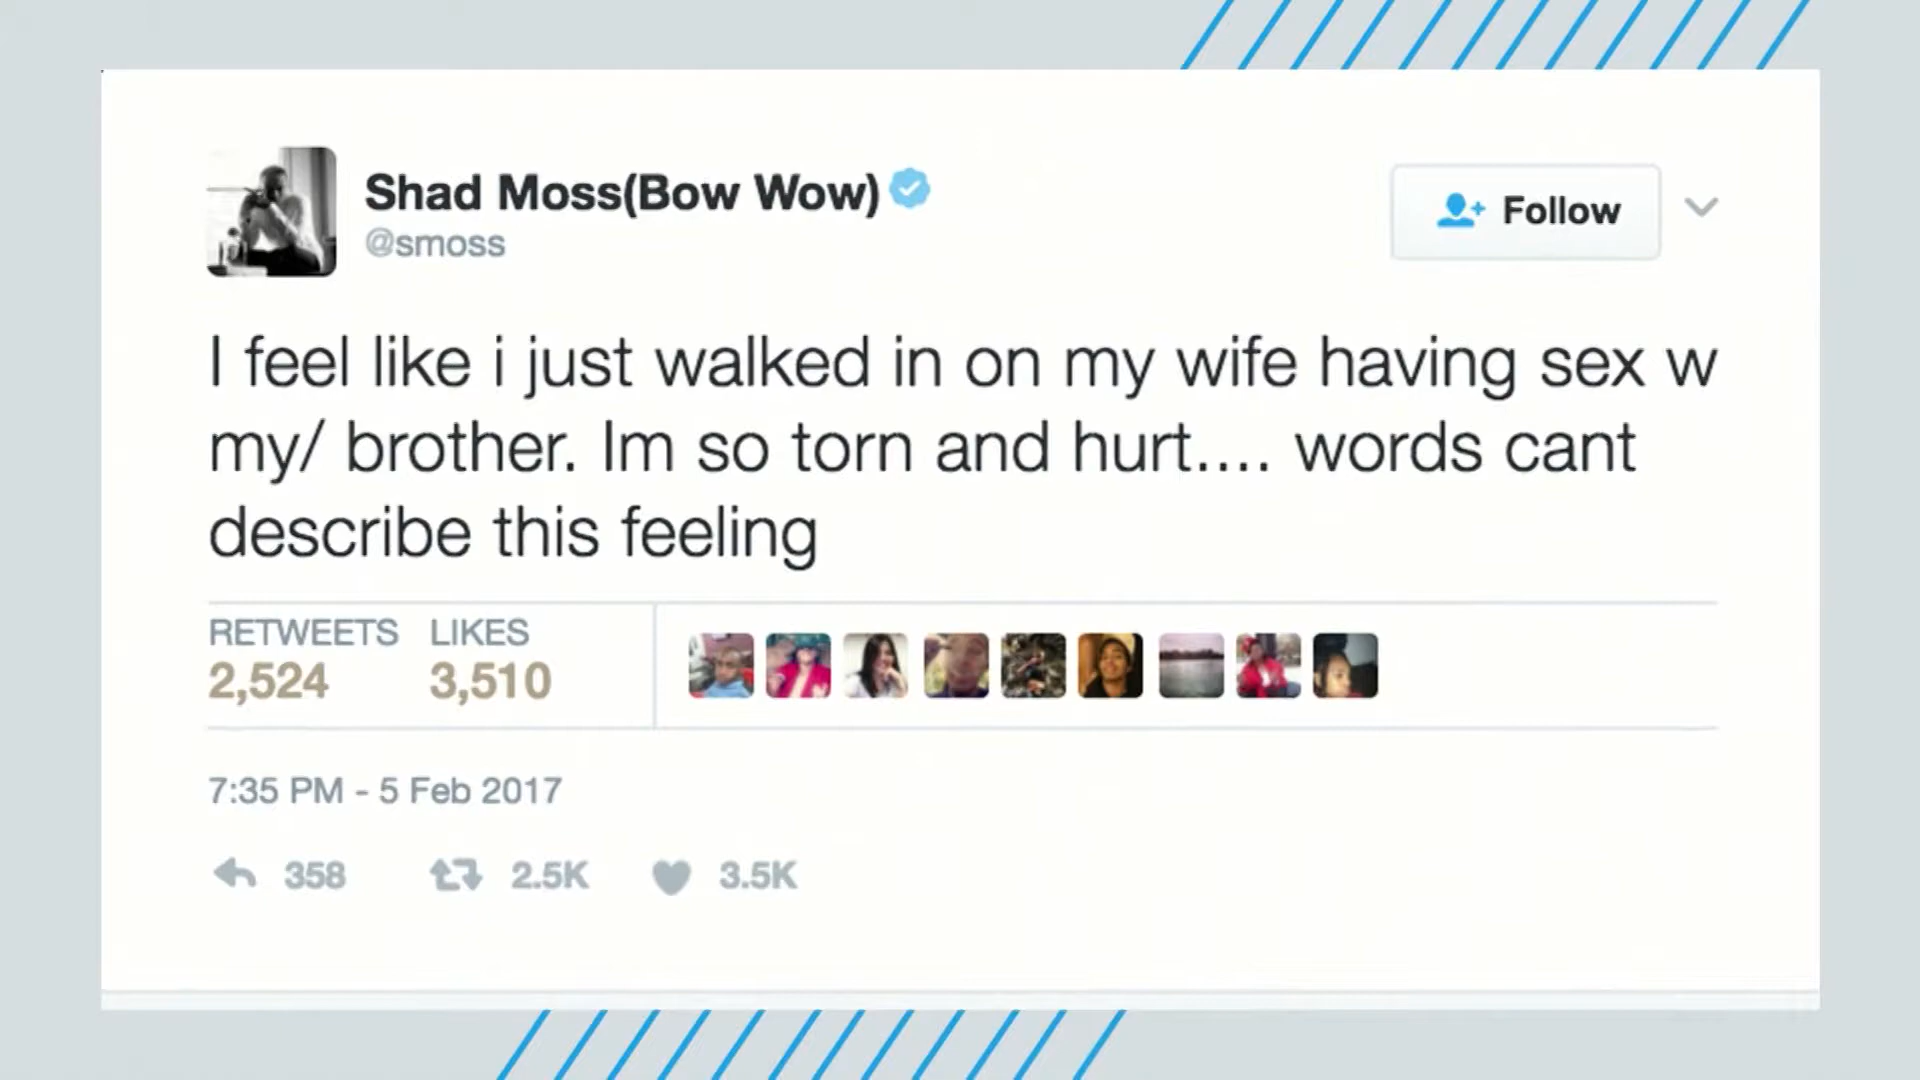 Shad Moss(Bow Wow)
@smoss
Follow
I feel like i just walked in on my wife having sex w
my/ brother. Im so torn and hurt.... words cant
describe this feeling
RETWEETS LIKES
2,524 3,510
7:35 PM - 5 Feb 2017
358 2.5K 3.5K